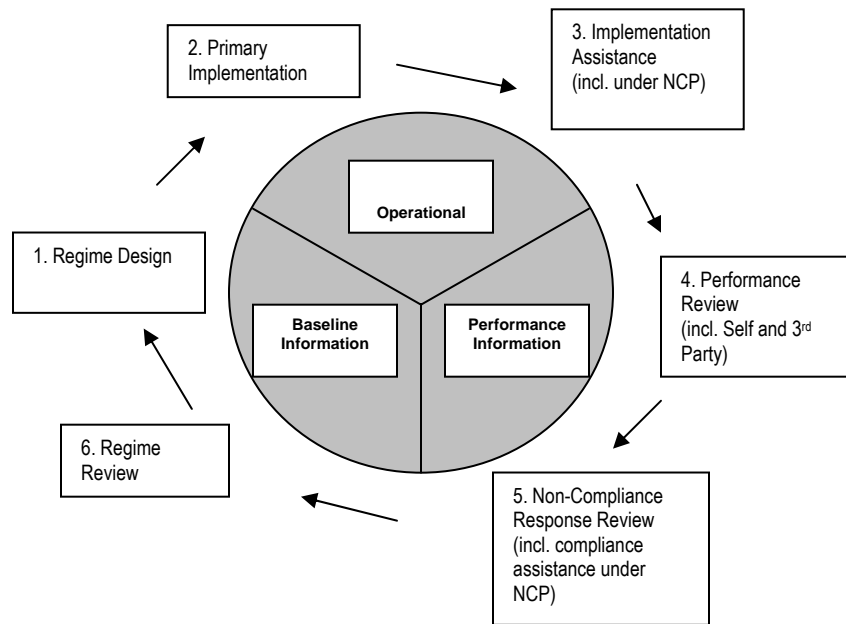 1. Regime Design
2. Primary
Implementation
3. Implementation
Assistance
(incl. under NCP)
4. Performance
Review
(incl. Self and 3rd
Party)
5. Non-Compliance
Response Review
(incl. compliance
assistance under
NCP)
6. Regime
Review
Operational
Baseline
Information
Performance
Information